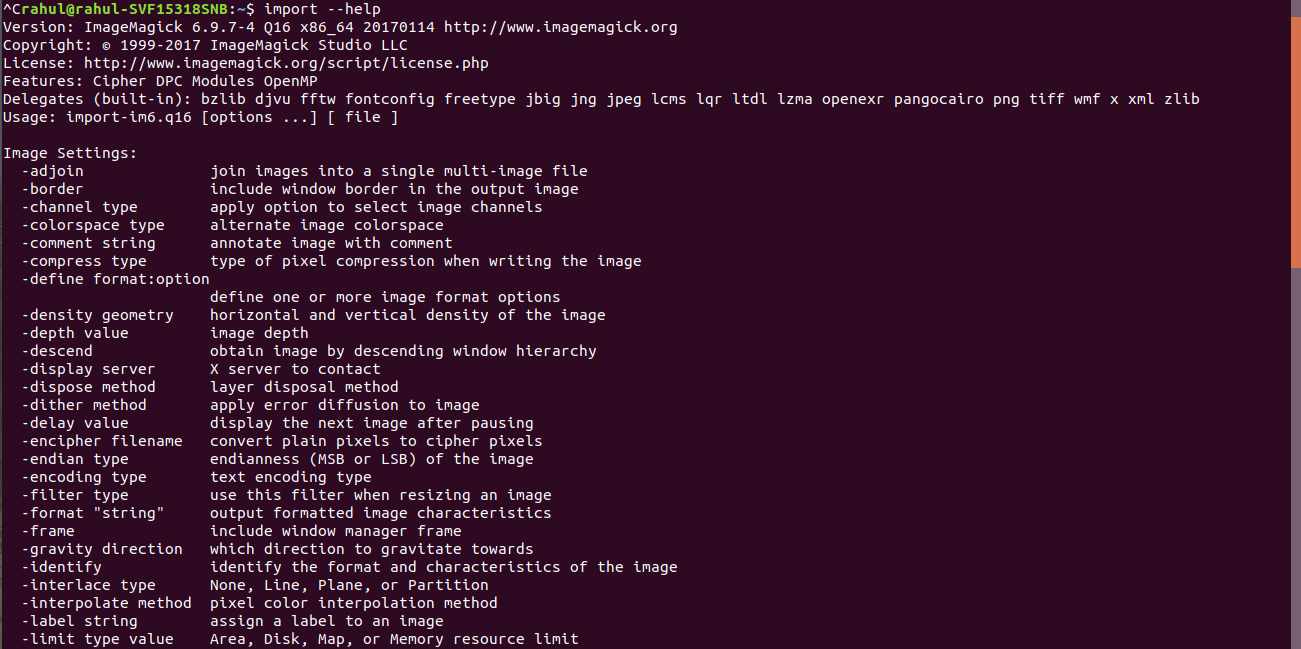 ^Crahul@rahul-SVF15318SNB:~$ import --help
Version: ImageMagick 6.9.7-4 Q16 x86_64 20170114 http://www.imagemagick.org
Copyright: © 1999-2017 ImageMagick Studio LLC
License: http://www.imagemagick.org/script/license.php
Features: Cipher DPC Modules OpenMP
Delegates (built-in): bzlib djvu fftw fontconfig freetype jbig jng jpeg lcms lqr ltdl lzma openexr pangocairo png tiff wmf x xml zlib
Usage: import-im6.q16 [options ...] [ file ]

Image Settings:
  -adjoin              join images into a single multi-image file
  -border              include window border in the output image
  -channel type        apply option to select image channels
  -colorspace type     alternate image colorspace
  -comment string      annotate image with comment
  -compress type       type of pixel compression when writing the image
  -define format:option
                       define one or more image format options
  -density geometry    horizontal and vertical density of the image
  -depth value         image depth
  -descend             obtain image by descending window hierarchy
  -display server      X server to contact
  -dispose method      layer disposal method
  -dither method       apply error diffusion to image
  -delay value         display the next image after pausing
  -encipher filename   convert plain pixels to cipher pixels
  -endian type         endianness (MSB or LSB) of the image
  -encoding type       text encoding type
  -filter type         use this filter when resizing an image
  -format "string"     output formatted image characteristics
  -frame               include window manager frame
  -gravity direction   which direction to gravitate towards
  -identify            identify the format and characteristics of the image
  -interlace type      None, Line, Plane, or Partition
  -interpolate method  pixel color interpolation method
  -label string        assign a label to an image
  -limit type value    Area, Disk, Map, or Memory resource limit